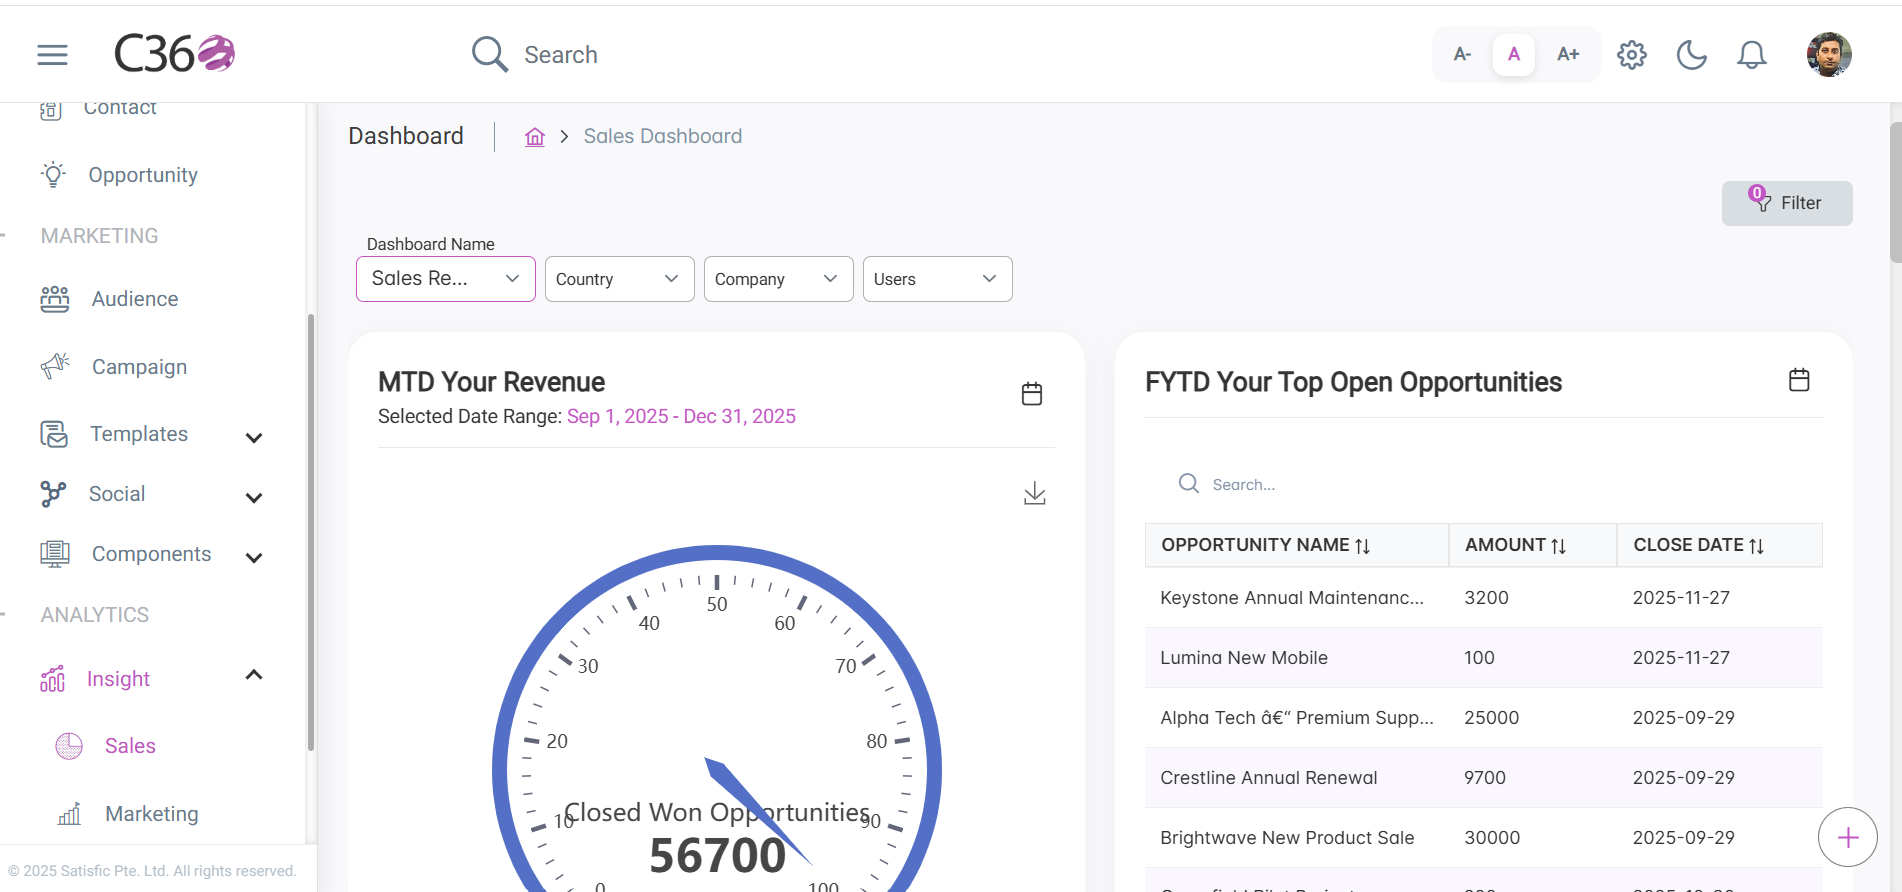 C360
Search
A-
A
A+
Contact
Opportunity
MARKETING
Audience
Campaign
Templates
Social
Components
ANALYTICS
Insight
Sales
Marketing
© 2025 Satisfic Pte. Ltd. All rights reserved.
Dashboard
Sales Dashboard
0
Filter
Dashboard Name
Sales Re...
Country
Company
Users
MTD Your Revenue
Selected Date Range: Sep 1, 2025 - Dec 31, 2025
50
40
60
30
70
20
80
10
90
Closed Won Opportunities
56700
0
100
FYTD Your Top Open Opportunities
Search...
OPPORTUNITY NAME AMOUNT CLOSE DATE
Keystone Annual Maintenanc... 3200 2025-11-27
Lumina New Mobile 100 2025-11-27
Alpha Tech â€“ Premium Supp... 25000 2025-09-29
Crestline Annual Renewal 9700 2025-09-29
Brightwave New Product Sale 30000 2025-09-29